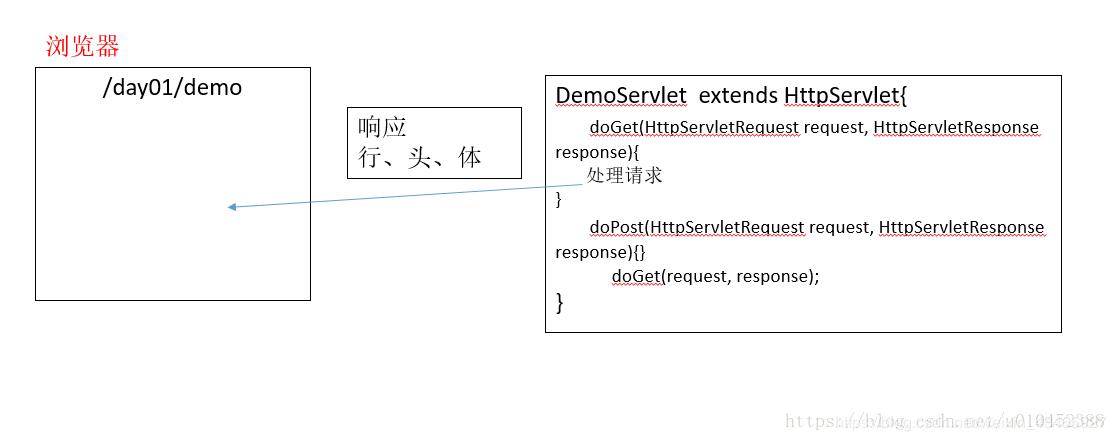 浏览器
/day01/demo
响应
行、头、体
DemoServlet extends HttpServlet{
doGet(HttpServletRequest request, HttpServletResponse
response){
处理请求
}
doPost(HttpServletRequest request, HttpServletResponse
response){}
doGet(request, response);
}
https://blog.csdn.net/u010452388